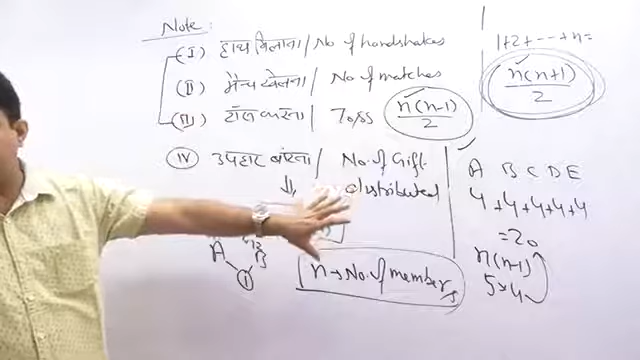 Note:
(I) हाथ मिलाना / No of handshakes
(II) मैच खेलना / No of matches
(III) टॉस करना / Toss
n(n-1)
2
(IV) उपहार बांटना / No. of Gift
distributed
A
B
n → No. of members
1+2+---+n=
n(n+1)
2
A B C D E
4+4+4+4+4
=20
n(n-1)
5×4